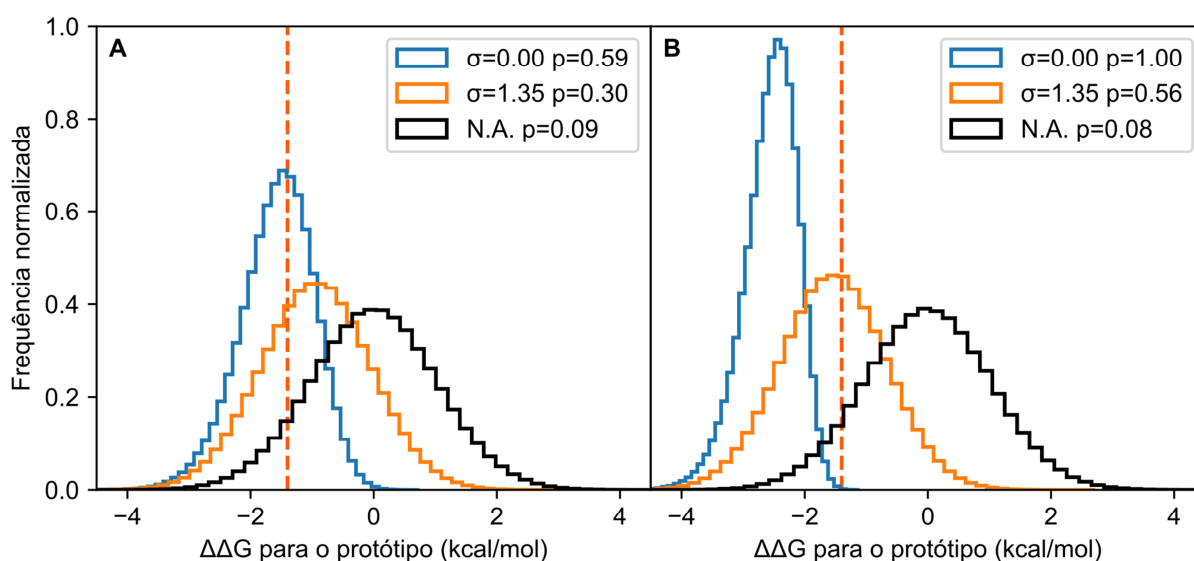 A
σ=0.00 p=0.59
σ=1.35 p=0.30
N.A. p=0.09
B
σ=0.00 p=1.00
σ=1.35 p=0.56
N.A. p=0.08
1.0
0.8
0.6
0.4
0.2
0.0
Frequência normalizada
−4 −2 0 2 4
−4 −2 0 2 4
ΔΔG para o protótipo (kcal/mol)
ΔΔG para o protótipo (kcal/mol)